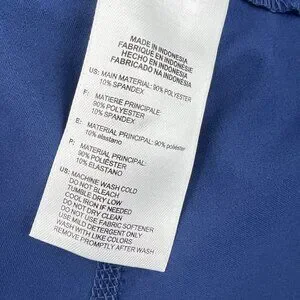 MADE IN INDONESIA
FABRIQUÉ EN INDONÉSIE
HECHO EN INDONESIA
FABRICADO NA INDONÉSIA
US: MAIN MATERIAL: 90% POLYESTER
10% SPANDEX
F: MATIERE PRINCIPALE:
90% POLYESTER
10% SPANDEX
E: MATERIAL PRINCIPAL: 90% poliéster
10% elastano
P: MATERIAL PRINCIPAL:
90% POLIÉSTER
10% ELASTANO
US: MACHINE WASH COLD
DO NOT BLEACH
TUMBLE DRY LOW
COOL IRON IF NEEDED
DO NOT DRY CLEAN
DO NOT USE FABRIC SOFTENER
USE MILD DETERGENT ONLY
WASH WITH LIKE COLORS
REMOVE PROMPTLY AFTER WASH